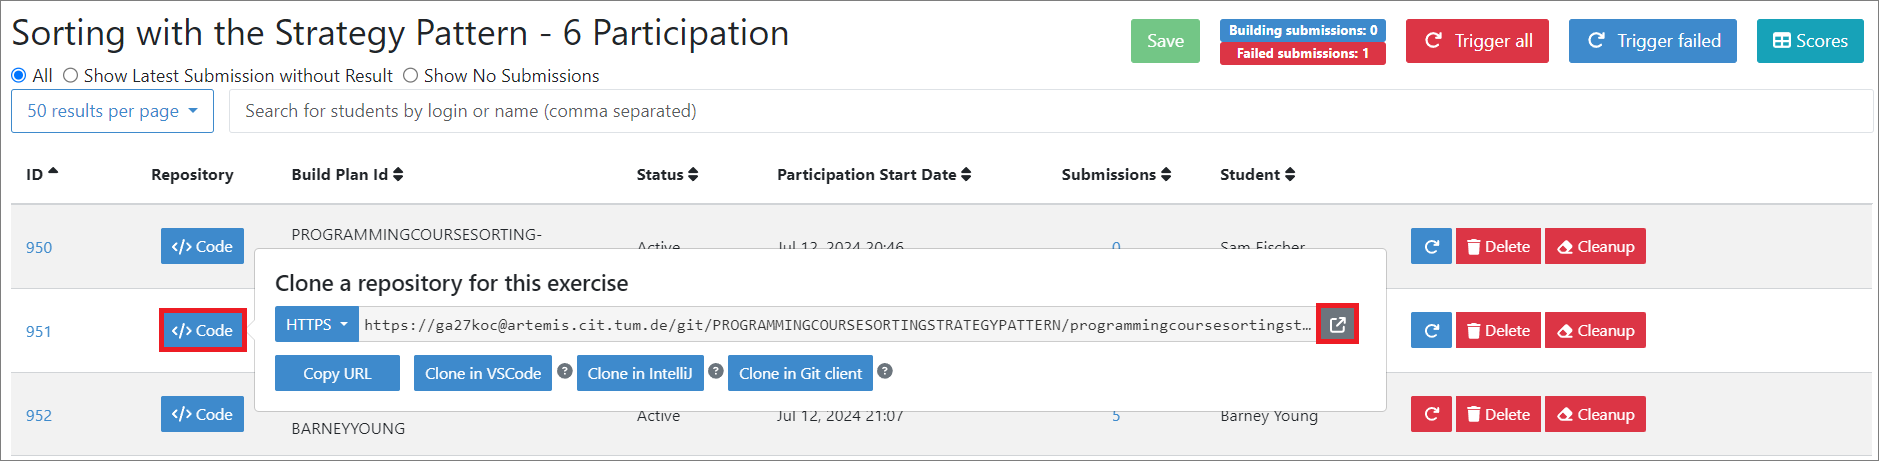 Sorting with the Strategy Pattern - 6 Participation
Save
Building submissions: 0
Failed submissions: 1
Trigger all
Trigger failed
Scores
All Show Latest Submission without Result Show No Submissions
50 results per page
Search for students by login or name (comma separated)
ID Repository Build Plan Id Status Participation Start Date Submissions Student
PROGRAMMINGCOURSESORTING-
950 </> Code Active Jul 12, 2024 20:46 0 Sam Fischer Delete Cleanup
Clone a repository for this exercise
951 </> Code HTTPS https://ga27koc@artemis.cit.tum.de/git/PROGRAMMINGCOURSESORTINGSTRATEGYPATTERN/programmingcoursesortingst... Delete Cleanup
Copy URL Clone in VSCode ? Clone in IntelliJ ? Clone in Git client ?
952 </> Code Active Jul 12, 2024 21:07 5 Barney Young Delete Cleanup
BARNEYYOUNG